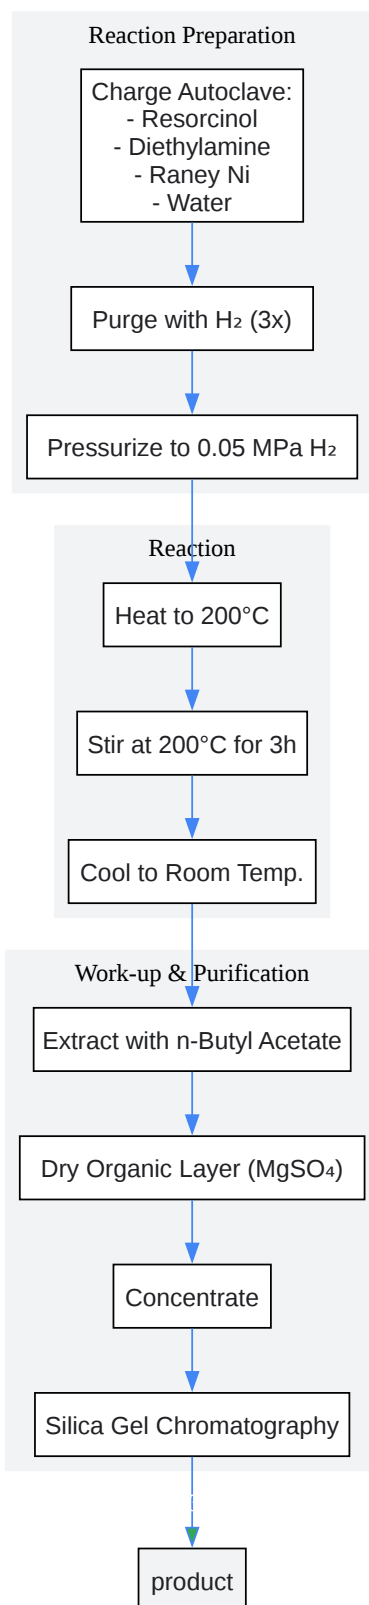 Reaction Preparation
Charge Autoclave:
- Resorcinol
- Diethylamine
- Raney Ni
- Water
Purge with H₂ (3x)
Pressurize to 0.05 MPa H₂
Reaction
Heat to 200°C
Stir at 200°C for 3h
Cool to Room Temp.
Work-up & Purification
Extract with n-Butyl Acetate
Dry Organic Layer (MgSO₄)
Concentrate
Silica Gel Chromatography
product